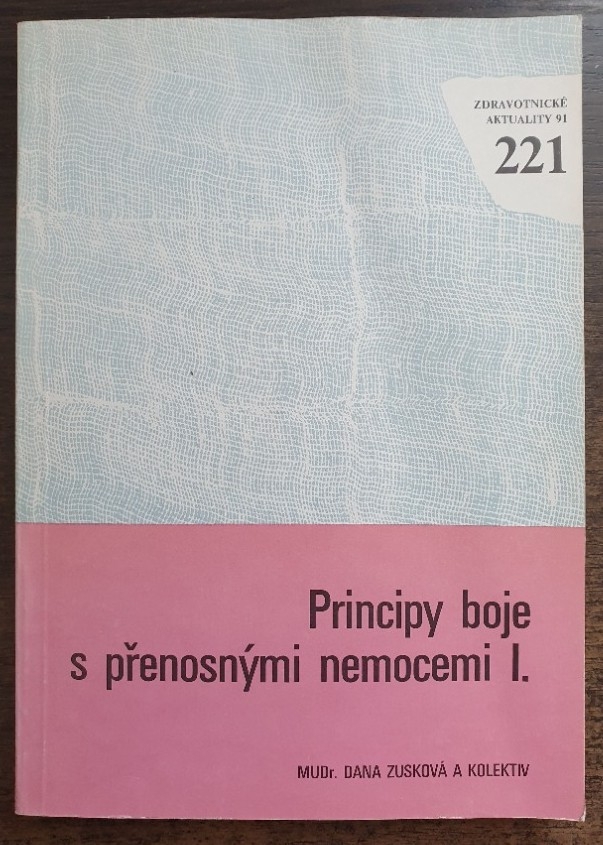 ZDRAVOTNICKÉ
AKTUALITY 91
221
Principy boje
s přenosnými nemocemi I.
MUDr. DANA ZUSKOVÁ A KOLEKTIV